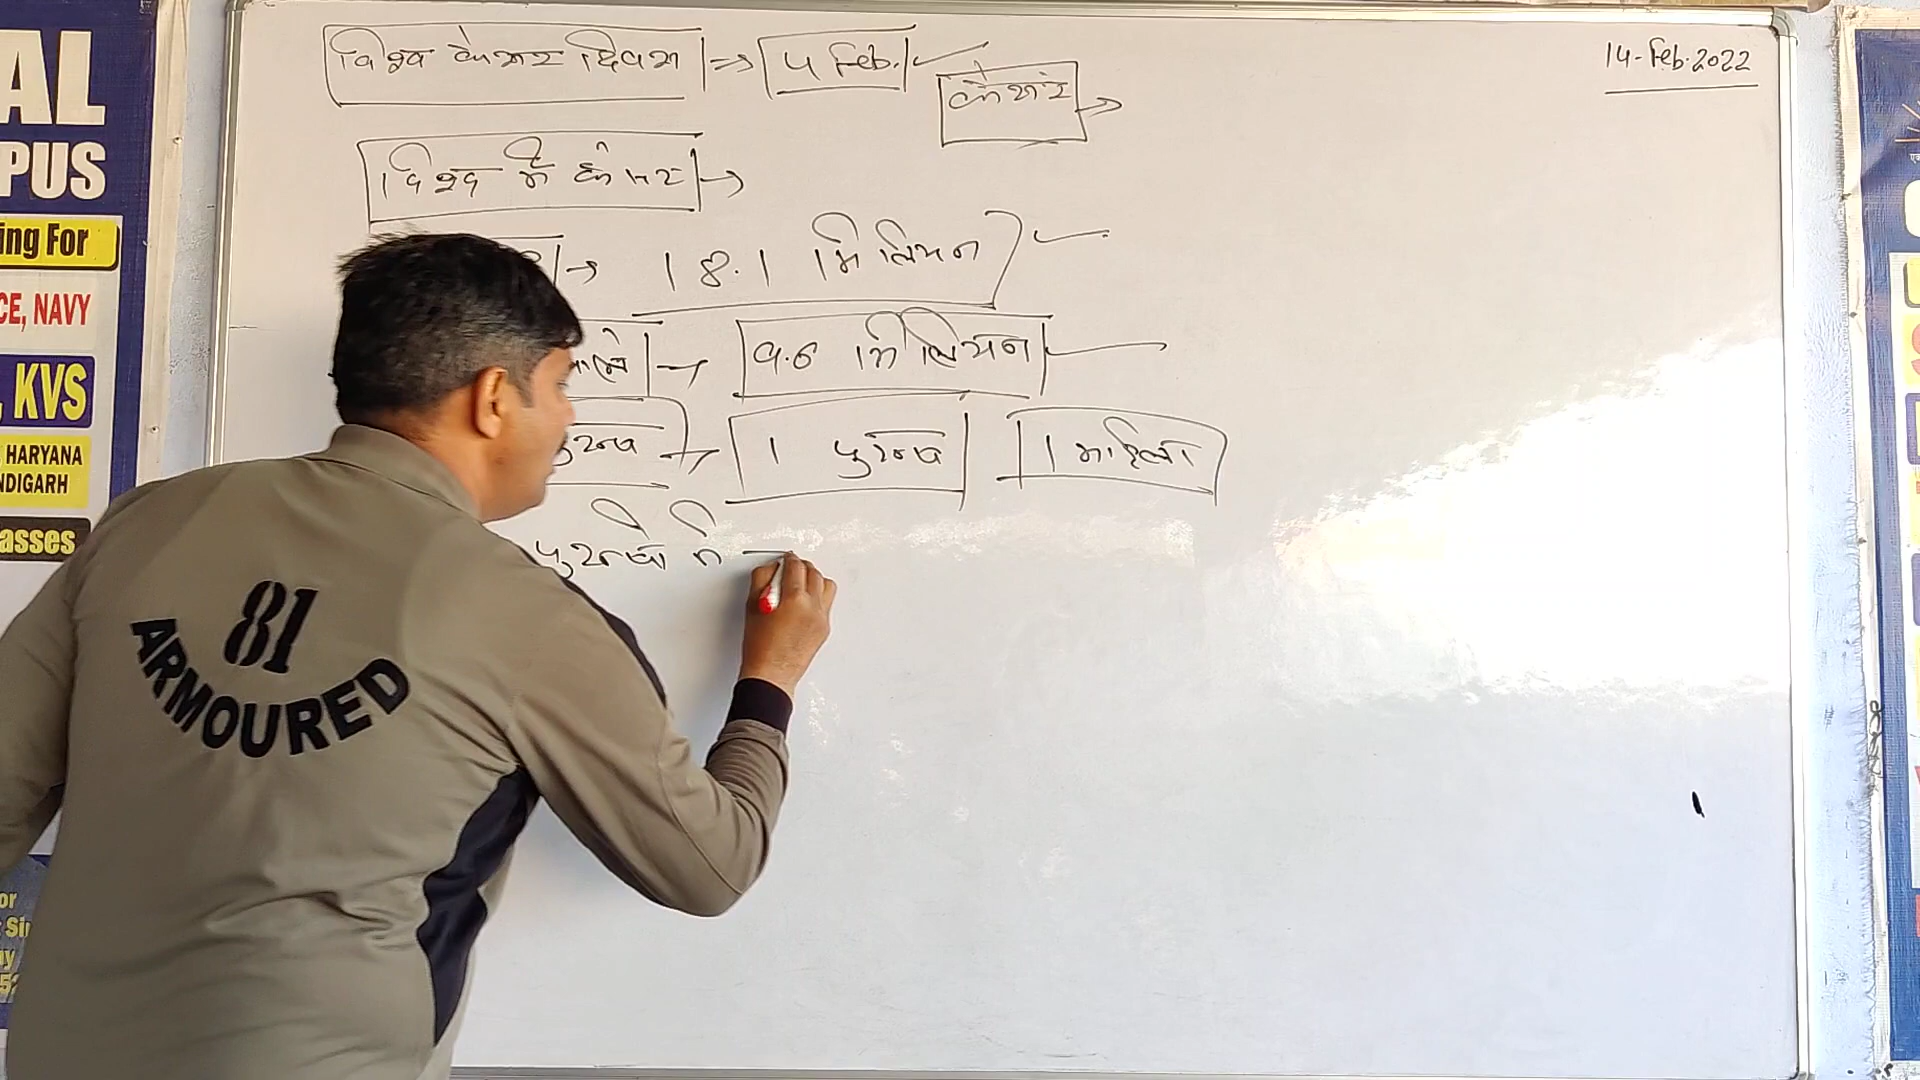 विश्व केन्सर दिवस => 4 Feb.
14-Feb.2022
केन्सर →
विश्व में केन्सर →
→ 18.1 मिलियन
वाले → 9.6 मिलियन
पुरूष → 1 पुरूष 1 महिला
पुरूषों में
AL
PUS
ing For
CE, NAVY
, KVS
HARYANA
NDIGARH
asses
81
ARMOURED